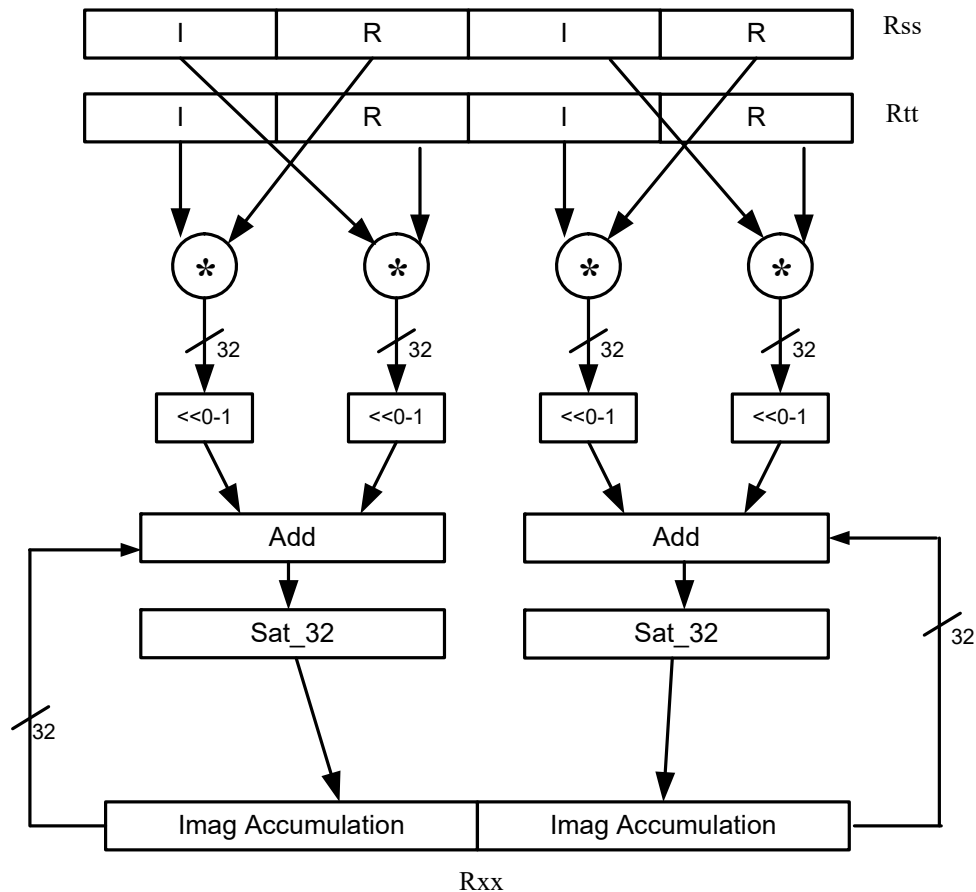 I R I R Rss
I R I R Rtt
* * * *
32 32 32 32
<<0-1 <<0-1 <<0-1 <<0-1
Add Add
Sat_32 Sat_32
32
32
Imag Accumulation Imag Accumulation
Rxx